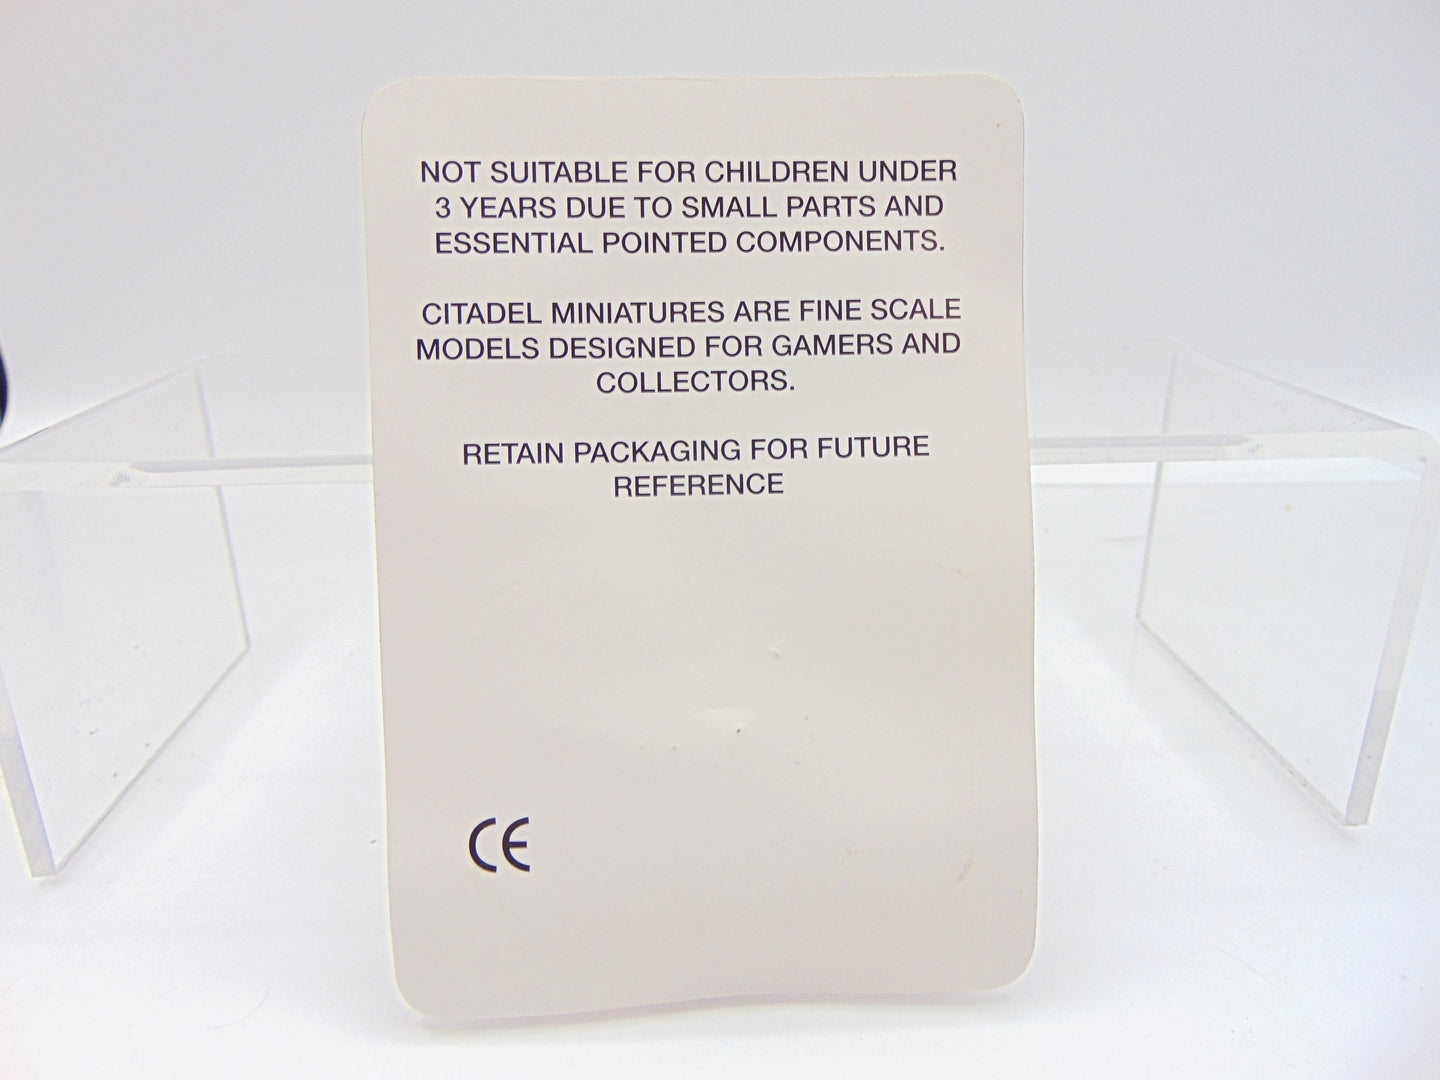 NOT SUITABLE FOR CHILDREN UNDER
3 YEARS DUE TO SMALL PARTS AND
ESSENTIAL POINTED COMPONENTS.
CITADEL MINIATURES ARE FINE SCALE
MODELS DESIGNED FOR GAMERS AND
COLLECTORS.
RETAIN PACKAGING FOR FUTURE
REFERENCE
CE